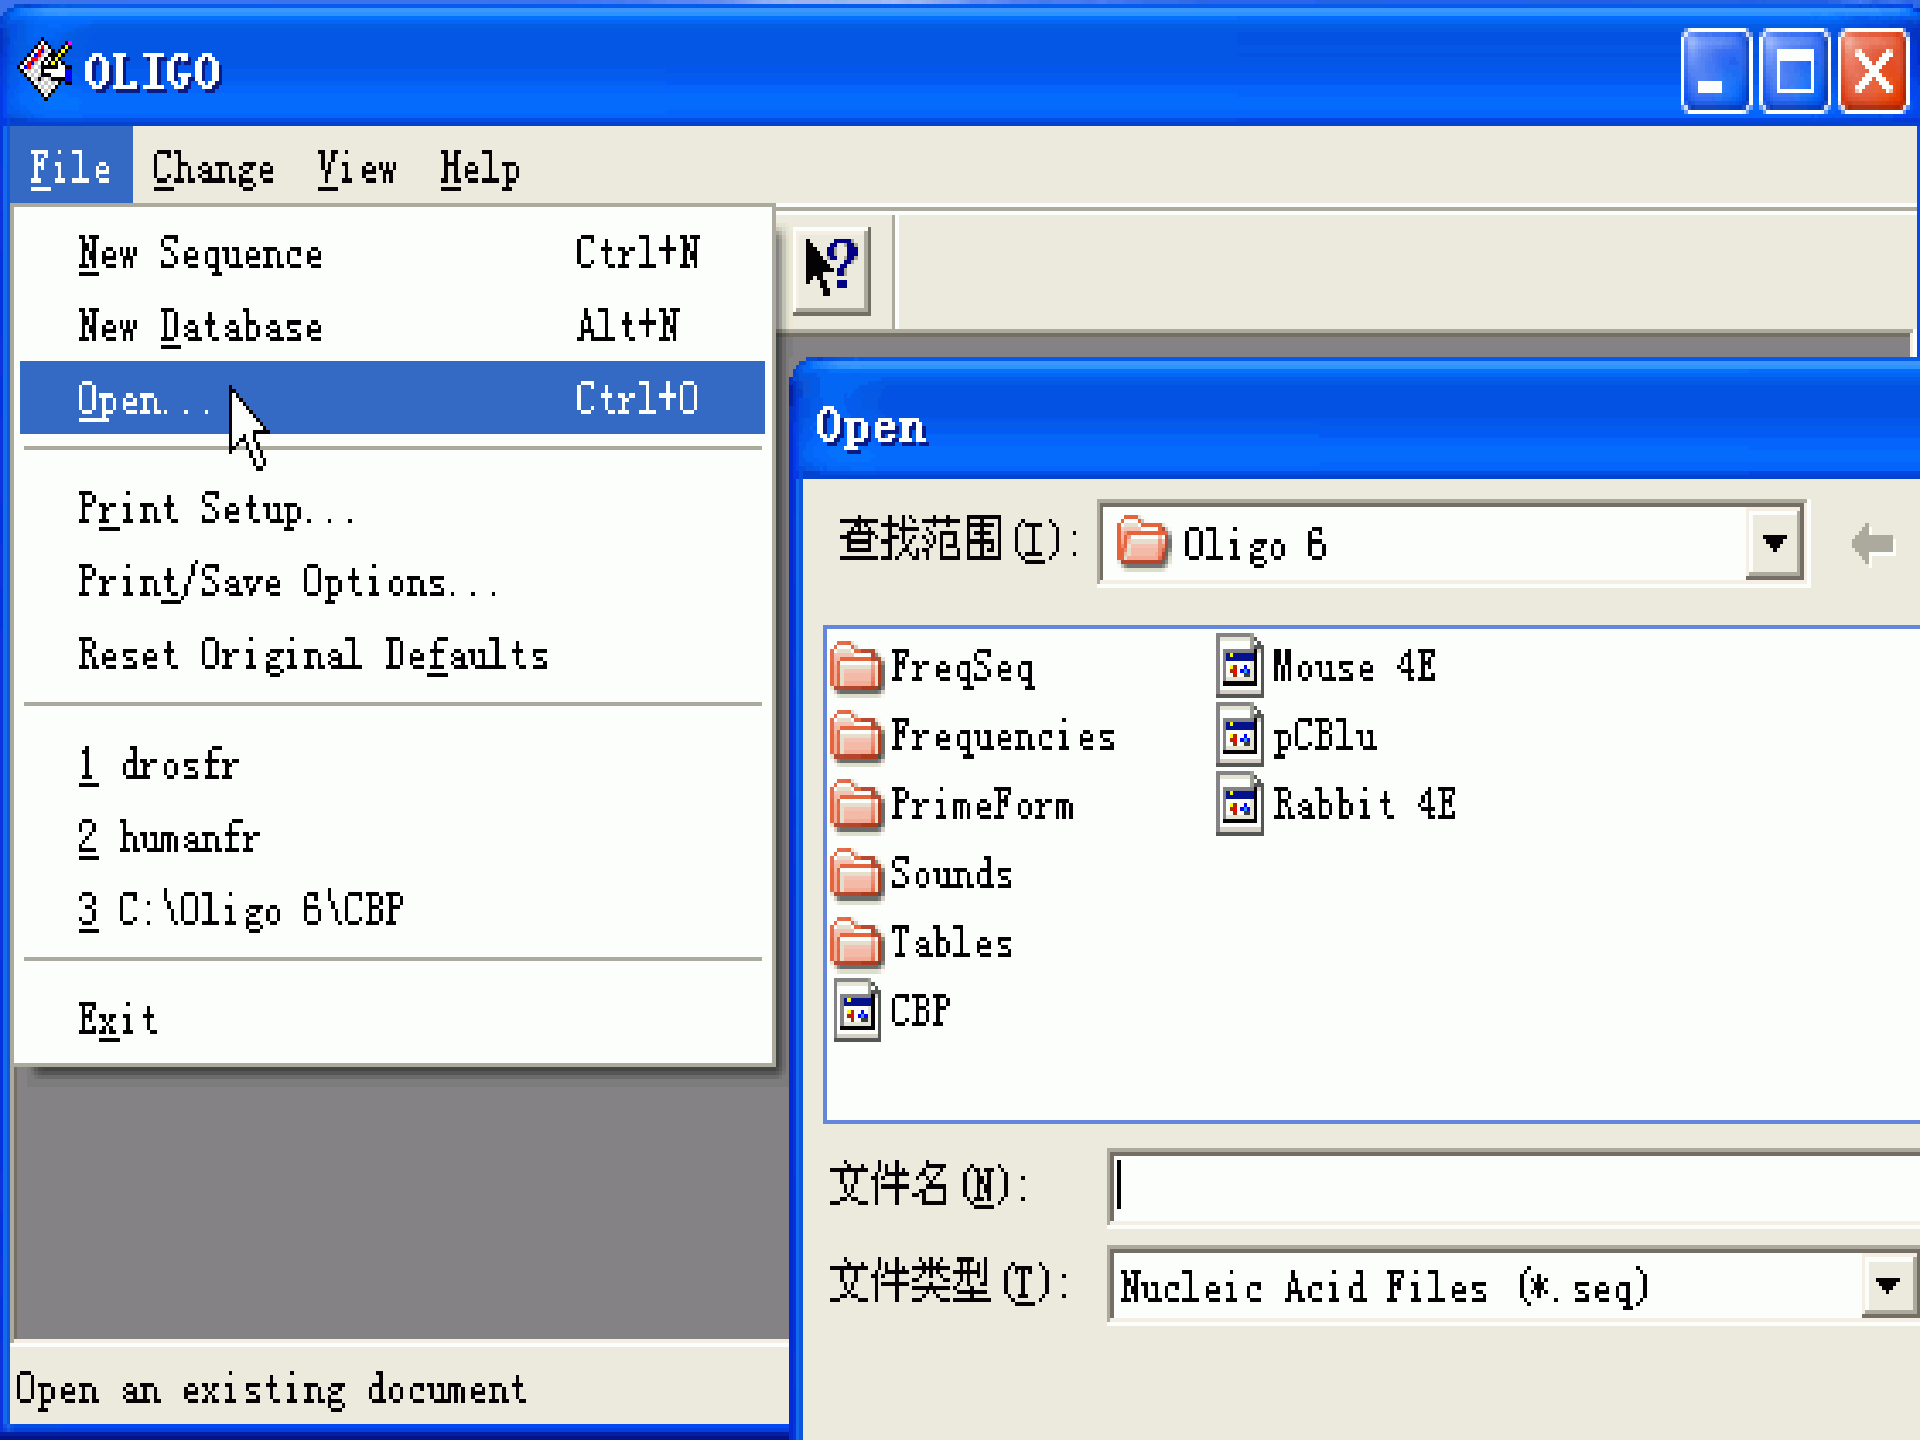 OLIGO
File Change View Help
New Sequence Ctrl+N
New Database Alt+N
Open... Ctrl+O
Print Setup...
Print/Save Options...
Reset Original Defaults
1 drosfr
2 humanfr
3 C:\Oligo 6\CBP
Exit
Open an existing document
Open
查找范围(I): Oligo 6
FreqSeq Mouse 4E
Frequencies pCBlu
PrimeForm Rabbit 4E
Sounds
Tables
CBP
文件名(N):
文件类型(T): Nucleic Acid Files (*.seq)